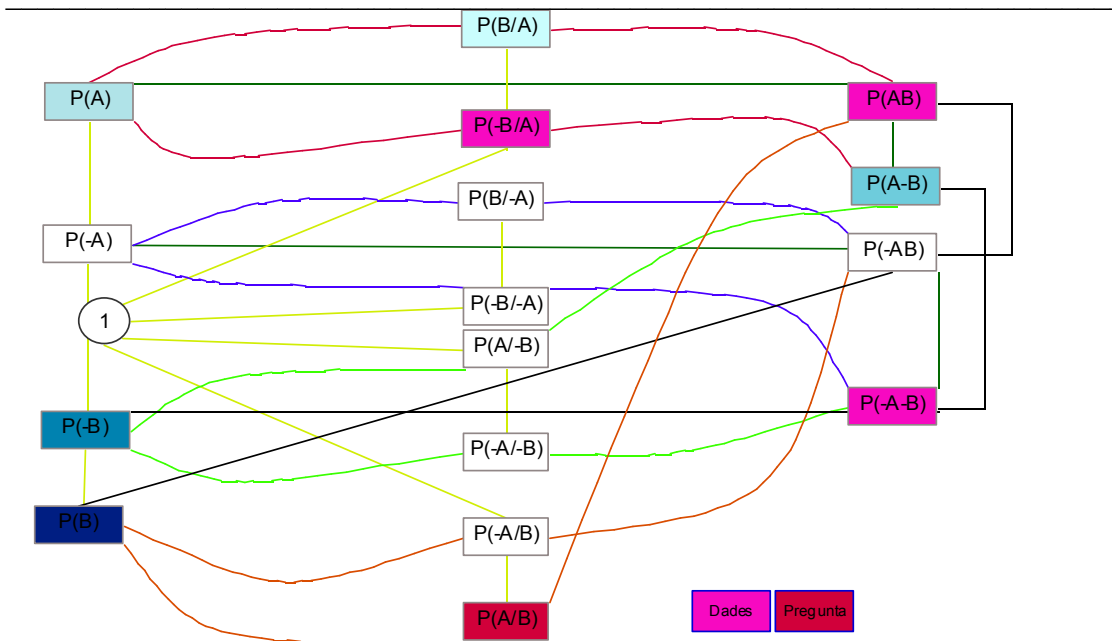 P(B/A)
P(A)
P(AB)
P(-B/A)
P(A-B)
P(B/-A)
P(-A)
P(-AB)
P(-B/-A)
1
P(A/-B)
P(-A-B)
P(-B)
P(-A/-B)
P(B)
P(-A/B)
P(A/B)
Dades
Pregunta